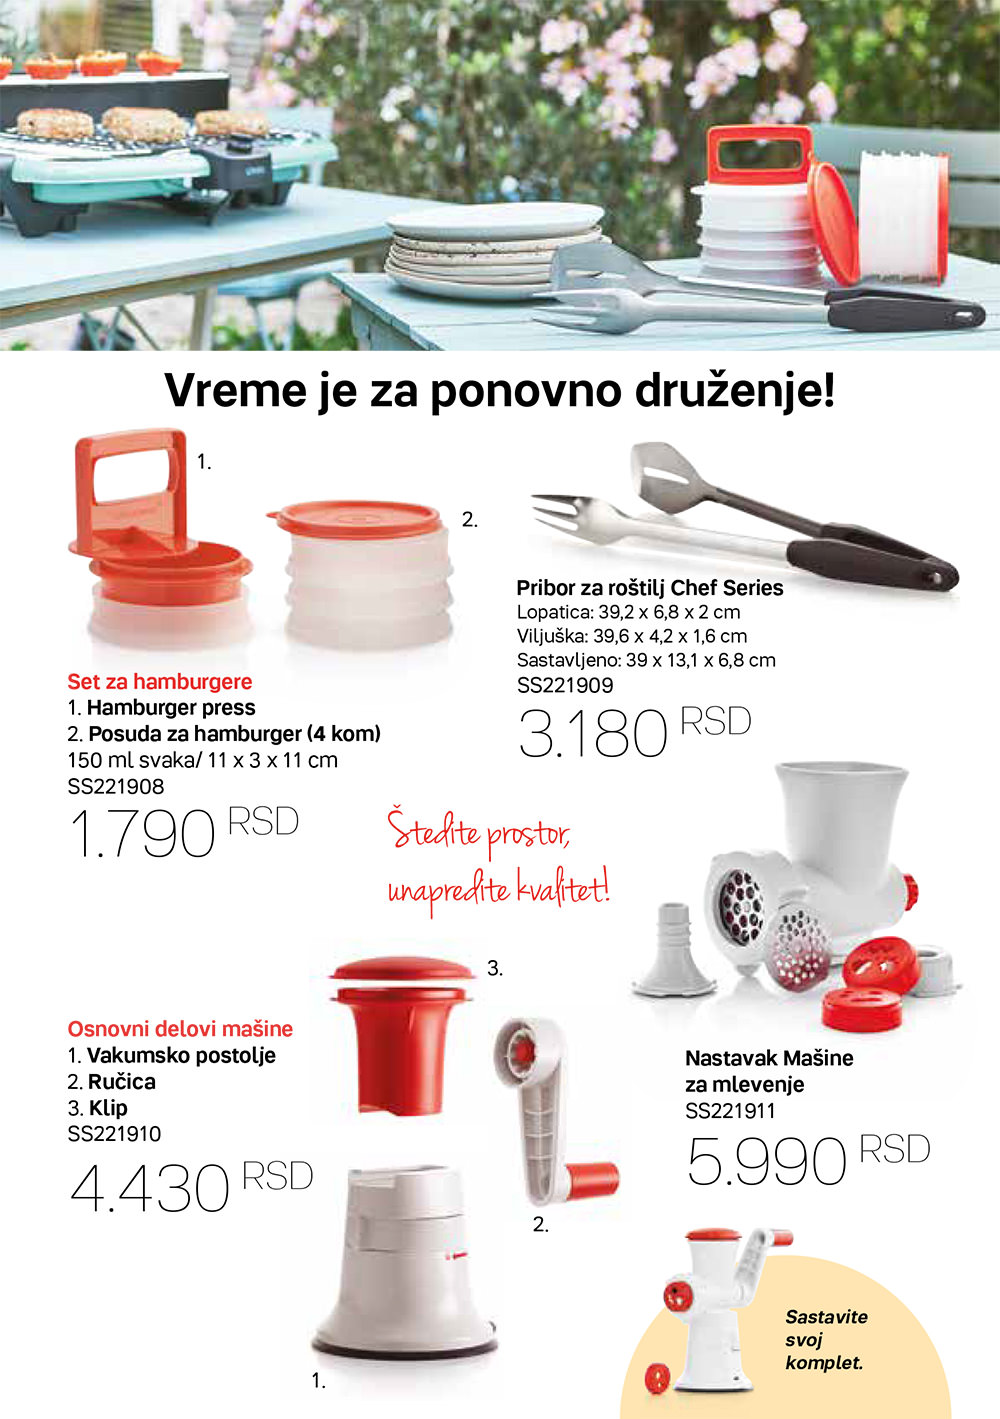 Vreme je za ponovno druženje!
1.
2.
Set za hamburgere
1. Hamburger press
2. Posuda za hamburger (4 kom)
150 ml svaka/ 11 x 3 x 11 cm
SS221908
1.790 RSD
Pribor za roštilj Chef Series
Lopatica: 39,2 x 6,8 x 2 cm
Viljuška: 39,6 x 4,2 x 1,6 cm
Sastavljeno: 39 x 13,1 x 6,8 cm
SS221909
3.180 RSD
Štedite prostor,
unapredite kvalitet!
3.
Osnovni delovi mašine
1. Vakumsko postolje
2. Ručica
3. Klip
SS221910
4.430 RSD
2.
1.
Nastavak Mašine
za mlevenje
SS221911
5.990 RSD
Sastavite
svoj
komplet.